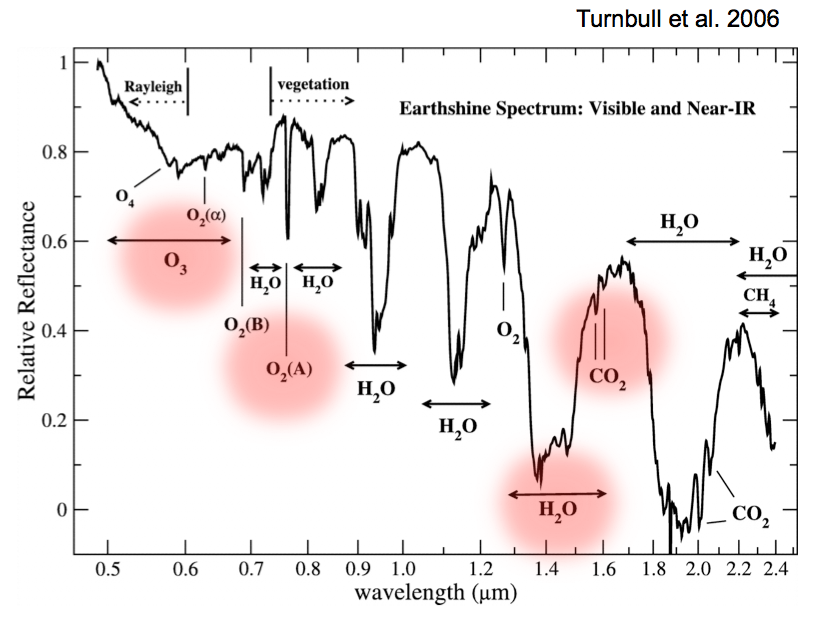 Turnbull et al. 2006
Earthshine Spectrum: Visible and Near-IR
Rayleigh
vegetation
O₄
O₂(α)
O₃
H₂O
H₂O
O₂(B)
O₂(A)
H₂O
H₂O
O₂
H₂O
CO₂
H₂O
H₂O
CH₄
CO₂
Relative Reflectance
1
0.8
0.6
0.4
0.2
0
0.5 0.6 0.7 0.8 0.9 1.0 1.2 1.4 1.6 1.8 2.0 2.2 2.4
wavelength (μm)